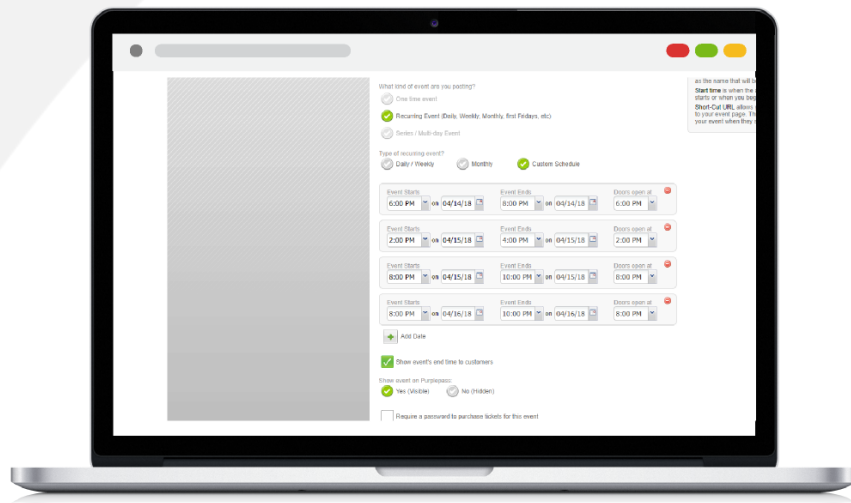 What kind of event are you posting?
One time event
Recurring Event (Daily, Weekly, Monthly, first Fridays, etc)
Series / Multi-day Event
Type of recurring event?
Daily / Weekly Monthly Custom Schedule
Event Starts Event Ends Doors open at
6:00 PM on 04/14/18 8:00 PM on 04/14/18 6:00 PM
Event Starts Event Ends Doors open at
2:00 PM on 04/15/18 4:00 PM on 04/15/18 2:00 PM
Event Starts Event Ends Doors open at
8:00 PM on 04/15/18 10:00 PM on 04/15/18 8:00 PM
Event Starts Event Ends Doors open at
8:00 PM on 04/16/18 10:00 PM on 04/16/18 8:00 PM
Add Date
Show event's end time to customers
Show event on Purplepass:
Yes (Visible) No (Hidden)
Require a password to purchase tickets for this event
as the name that will b
Start time is when the
starts or when you beg
Short-Cut URL allows
to your event page. Th
your event when they